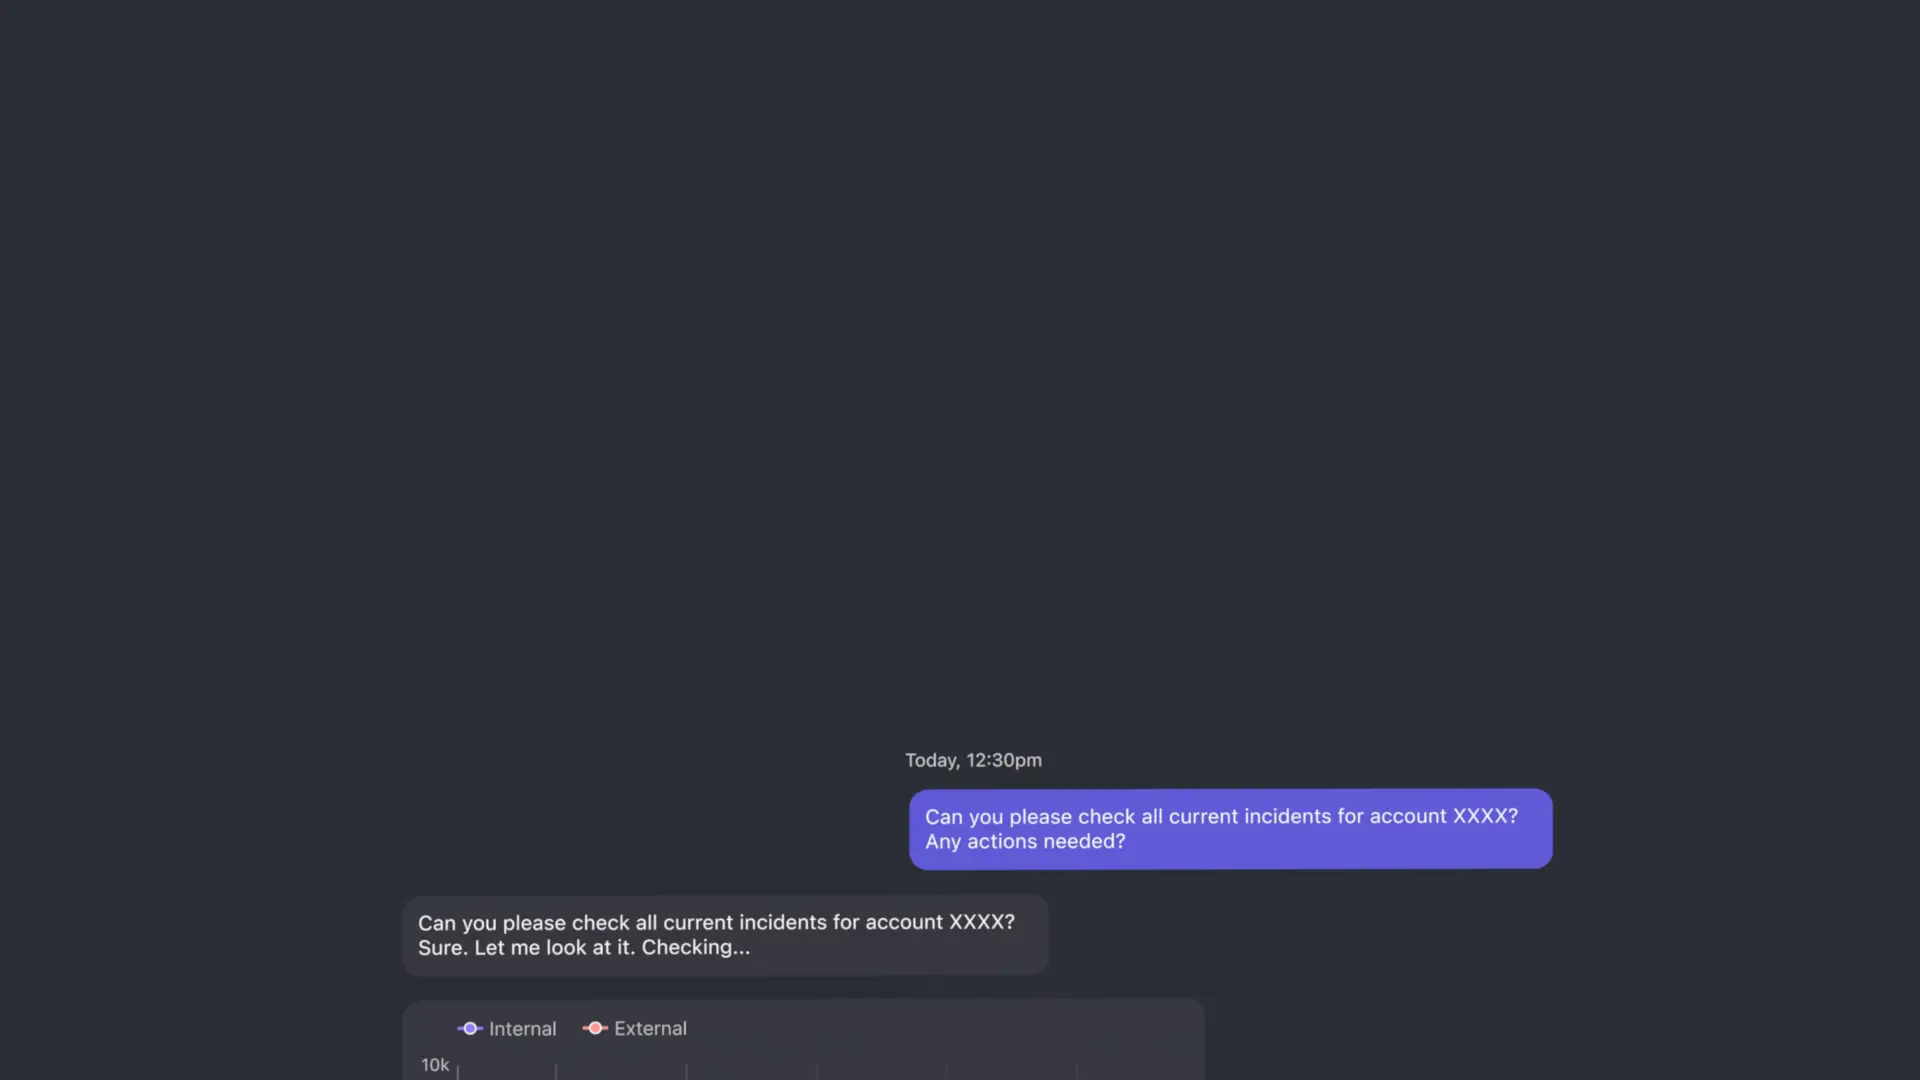 Today, 12:30pm
Can you please check all current incidents for account XXXX?
Any actions needed?
Can you please check all current incidents for account XXXX?
Sure. Let me look at it. Checking...
Internal External
10k